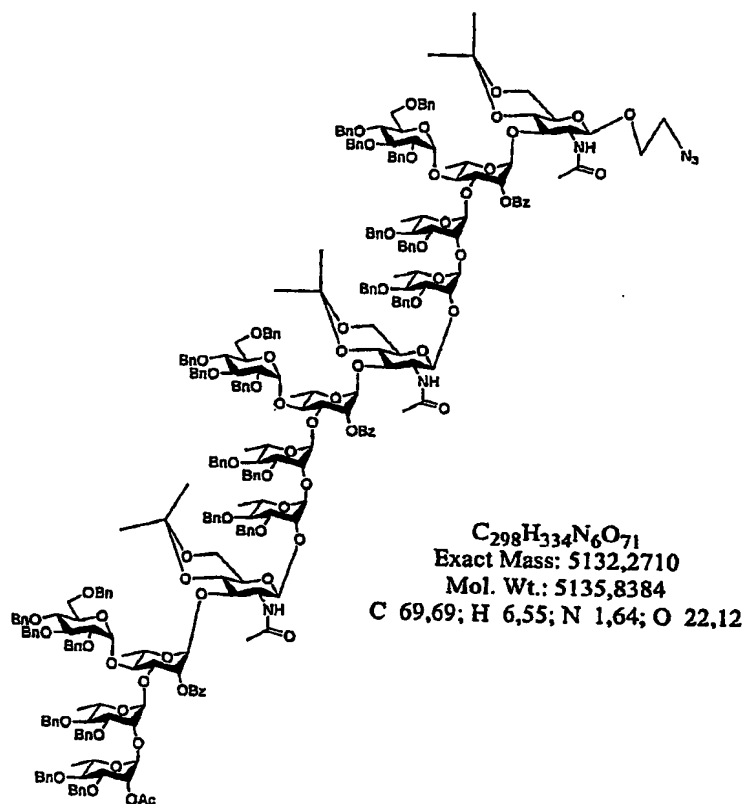 O
OBn
O O O
BnO O O
BnO NH
BnO N₃
O O O
O OBz
O
BnO
BnO O
O
BnO
BnO O
O
OBn
O O
BnO O O
BnO NH
BnO
O O O
O OBz
O
BnO
BnO O
O
BnO
BnO O
O
OBn
O O
BnO O O
BnO NH
BnO
O O O
O OBz
O
BnO
BnO O
O
BnO
BnO OAc
C₂₉₈H₃₃₄N₆O₇₁
Exact Mass: 5132,2710
Mol. Wt.: 5135,8384
C 69,69; H 6,55; N 1,64; O 22,12